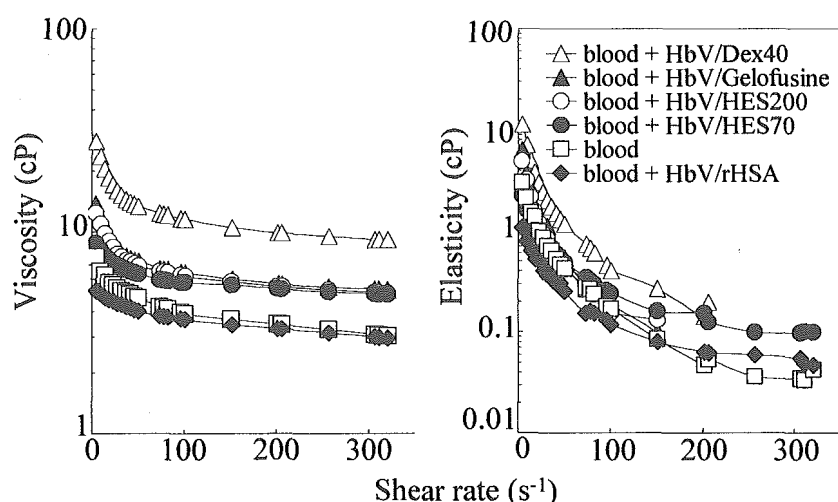 100
10
1
Viscosity (cP)
0
100
200
300
100
10
1
0.1
0.01
Elasticity (cP)
0
100
200
300
blood + HbV/Dex40
blood + HbV/Gelofusine
blood + HbV/HES200
blood + HbV/HES70
blood
blood + HbV/rHSA
Shear rate (s⁻¹)